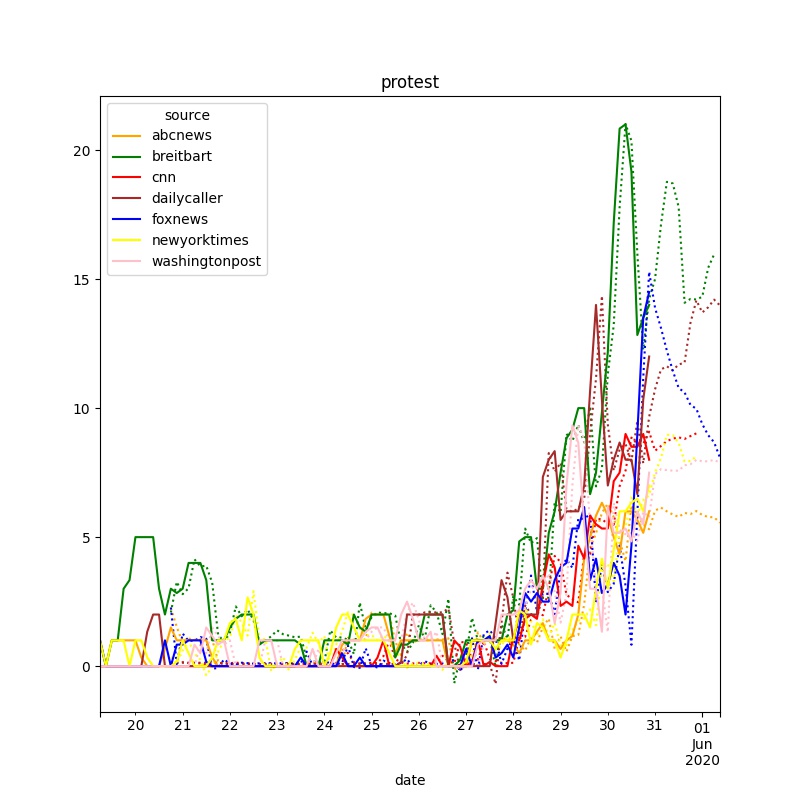 protest
source
abcnews
breitbart
cnn
dailycaller
foxnews
newyorktimes
washingtonpost
20
15
10
5
0
20 21 22 23 24 25 26 27 28 29 30 31 01
Jun
2020
date